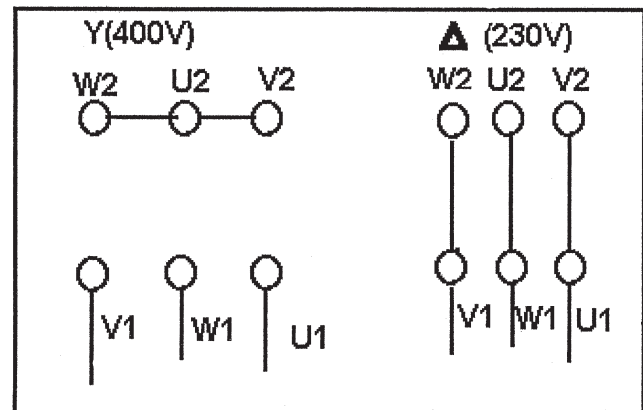 Y(400V) Δ (230V)
W2 U2 V2 W2 U2 V2
V1 W1 U1 V1 W1 U1